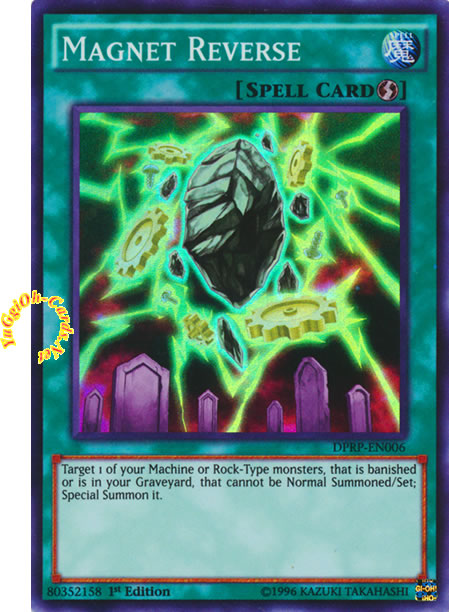 MAGNET REVERSE
魔
[SPELL CARD]
YuGgiOh-Cards.Net
DPRP-EN006
Target 1 of your Machine or Rock-Type monsters, that is banished
or is in your Graveyard, that cannot be Normal Summoned/Set;
Special Summon it.
80352158 1st Edition
©1996 KAZUKI TAKAHASHI